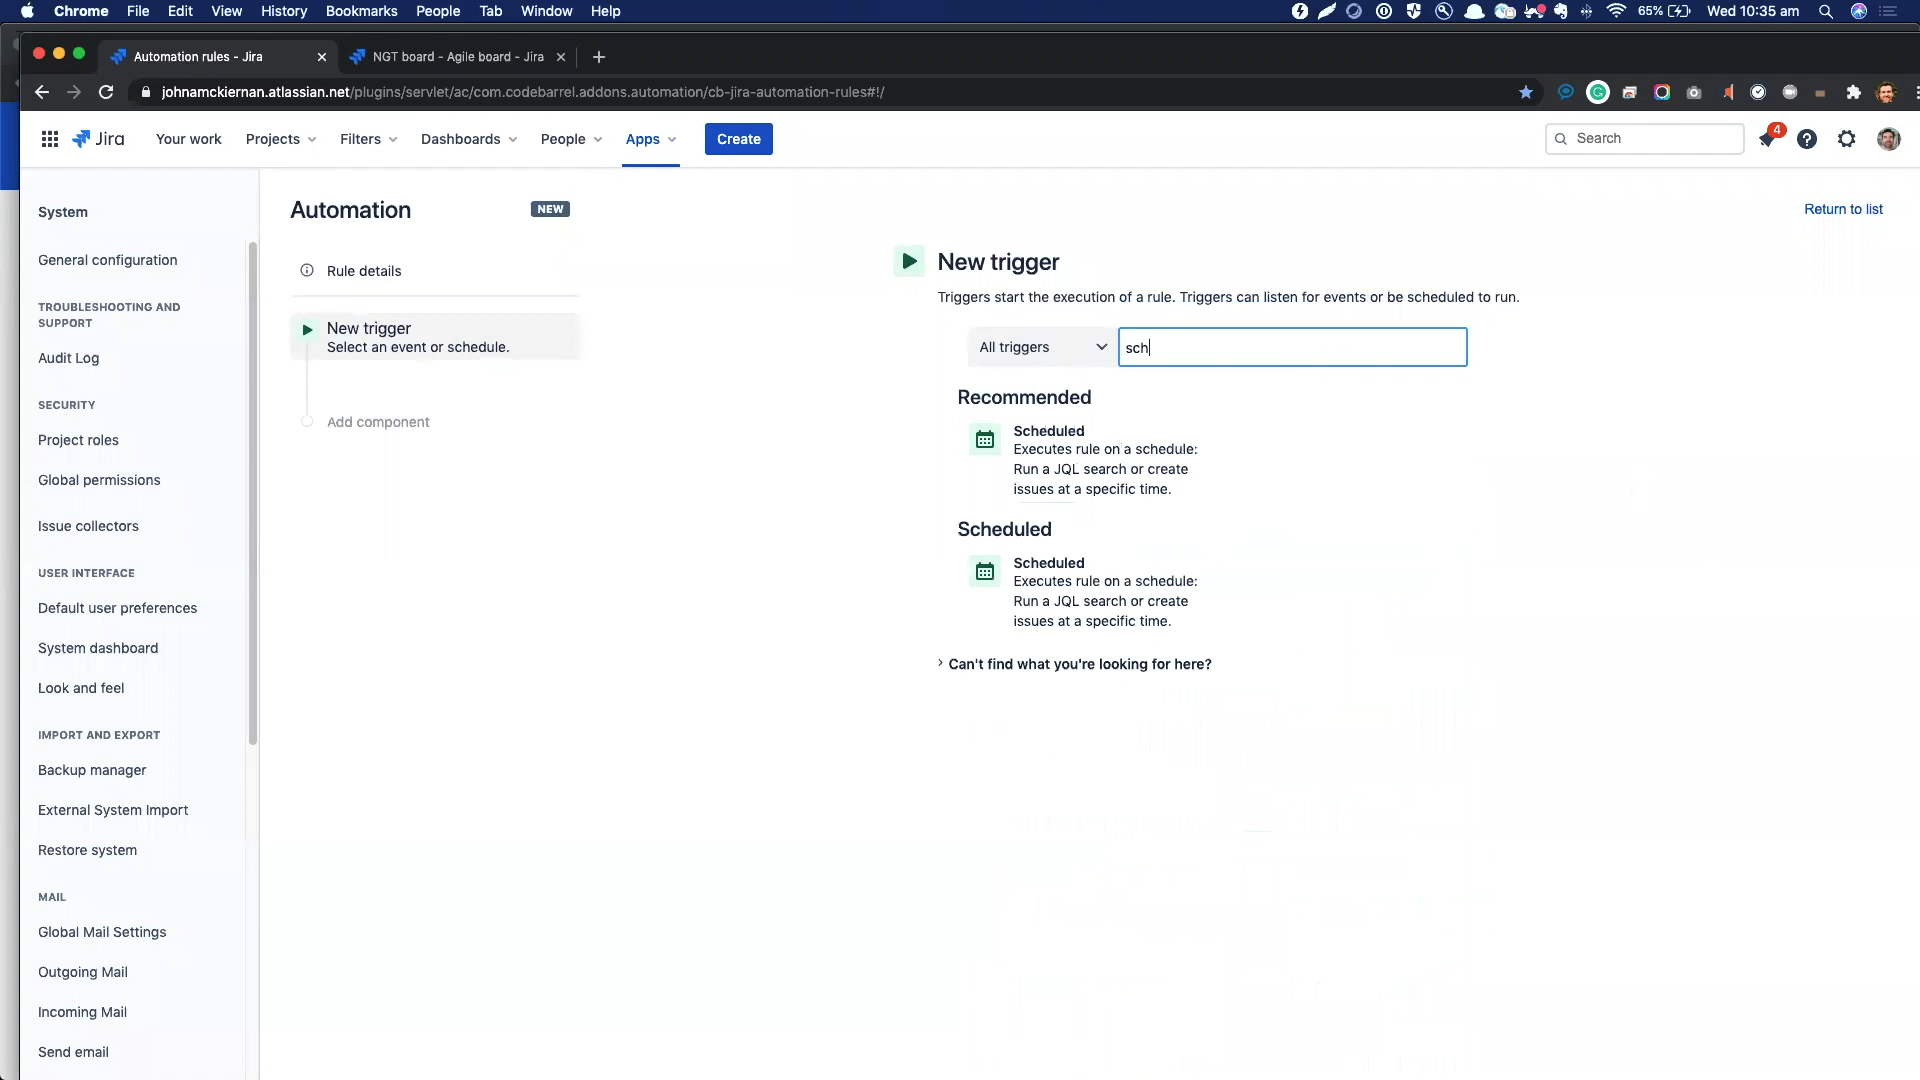 Chrome File Edit View History Bookmarks People Tab Window Help 65% Wed 10:35 am
Automation rules - Jira NGT board - Agile board - Jira
johnamckiernan.atlassian.net/plugins/servlet/ac/com.codebarrel.addons.automation/cb-jira-automation-rules#!/
Jira Your work Projects Filters Dashboards People Apps Create Search 4
System
General configuration
TROUBLESHOOTING AND
SUPPORT
Audit Log
SECURITY
Project roles
Global permissions
Issue collectors
USER INTERFACE
Default user preferences
System dashboard
Look and feel
IMPORT AND EXPORT
Backup manager
External System Import
Restore system
MAIL
Global Mail Settings
Outgoing Mail
Incoming Mail
Send email
Automation NEW
Rule details
New trigger
Select an event or schedule.
Add component
Return to list
New trigger
Triggers start the execution of a rule. Triggers can listen for events or be scheduled to run.
All triggers sch
Recommended
Scheduled
Executes rule on a schedule:
Run a JQL search or create
issues at a specific time.
Scheduled
Scheduled
Executes rule on a schedule:
Run a JQL search or create
issues at a specific time.
Can't find what you're looking for here?